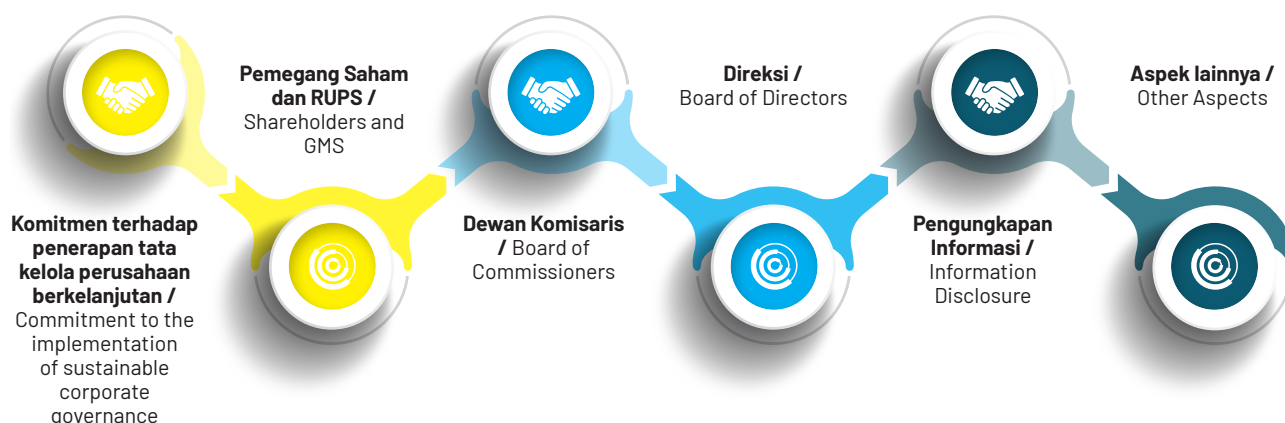 Komitmen terhadap
penerapan tata
kelola perusahaan
berkelanjutan /
Commitment to the
implementation
of sustainable
corporate
governance
Pemegang Saham
dan RUPS /
Shareholders and
GMS
Dewan Komisaris
/ Board of
Commissioners
Direksi /
Board of Directors
Pengungkapan
Informasi /
Information
Disclosure
Aspek lainnya /
Other Aspects